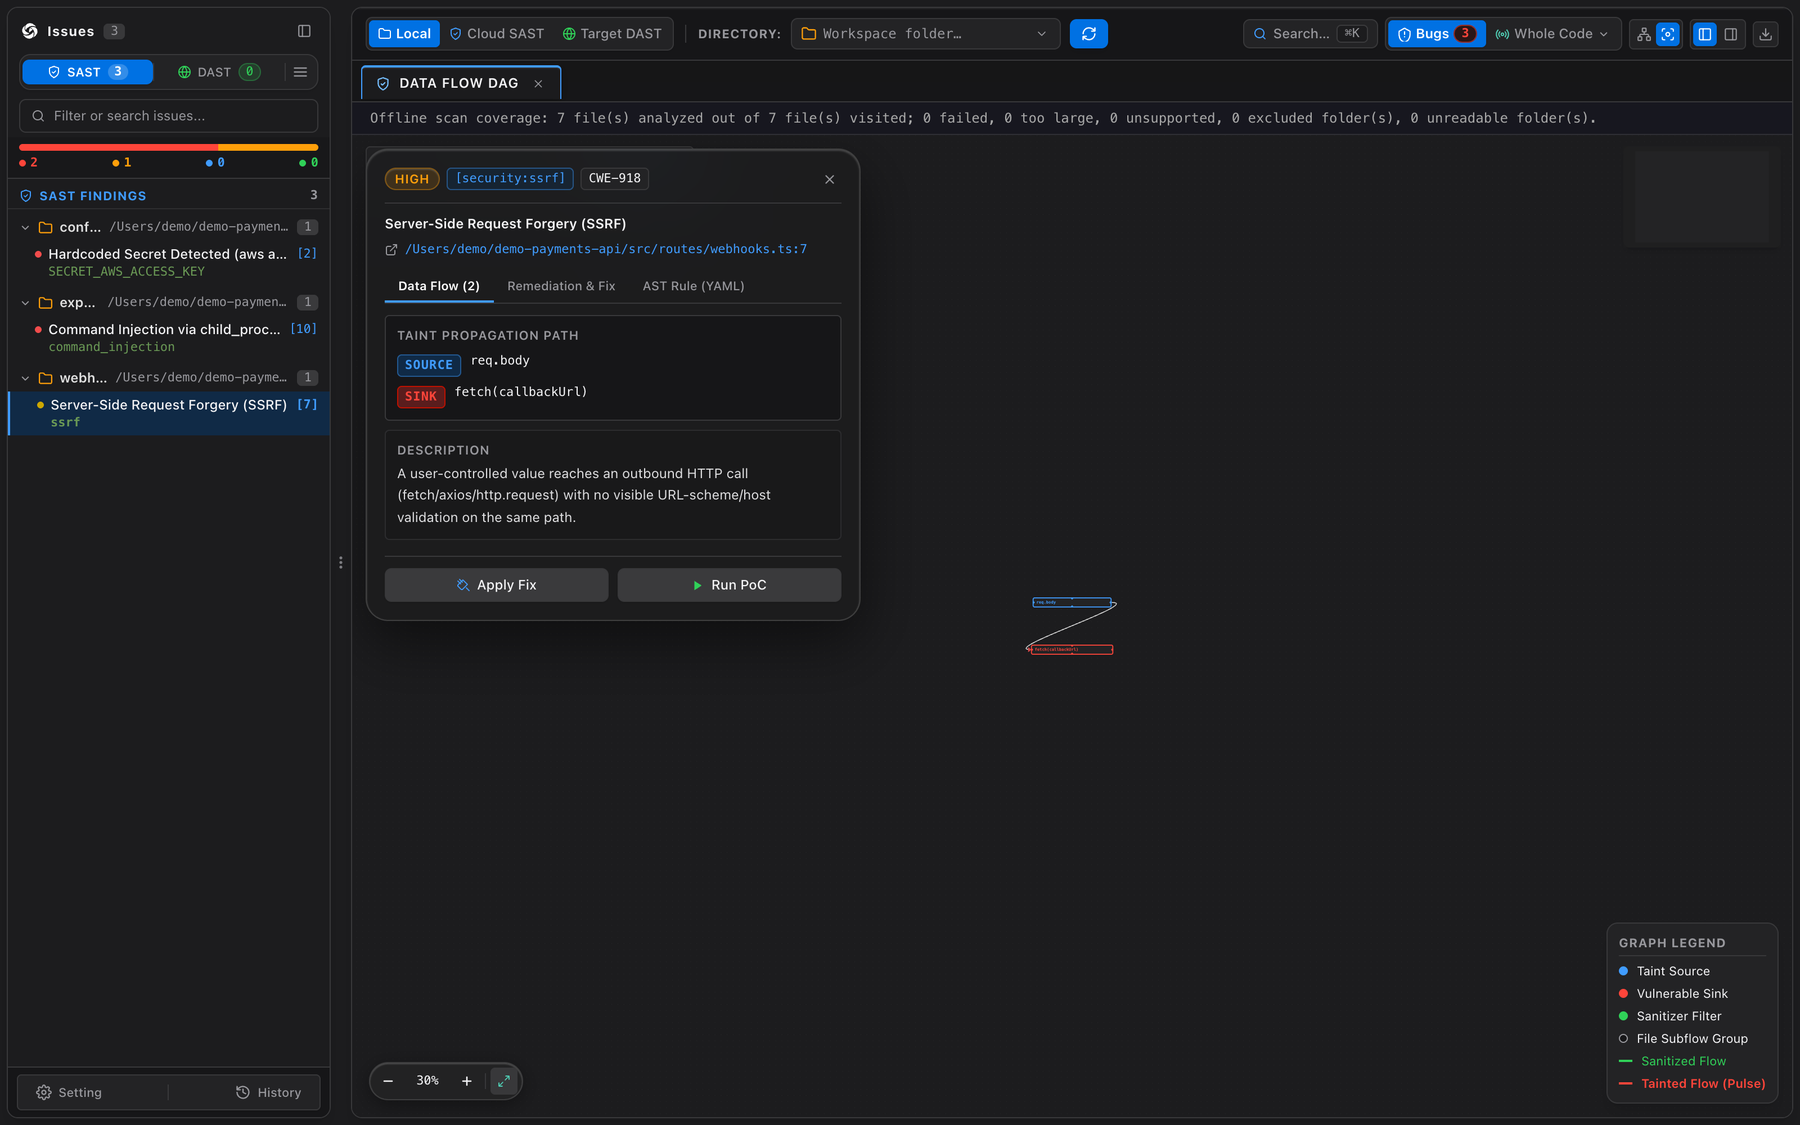 Issues 3
SAST 3
DAST 0
Filter or search issues...
2
1
0
0
SAST FINDINGS 3
conf... /Users/demo/demo-paymen... 1
Hardcoded Secret Detected (aws a... [2]
SECRET_AWS_ACCESS_KEY
exp... /Users/demo/demo-paymen... 1
Command Injection via child_proc... [10]
command_injection
webh... /Users/demo/demo-payme... 1
Server-Side Request Forgery (SSRF) [7]
ssrf
Setting
History
Local
Cloud SAST
Target DAST
DIRECTORY:
Workspace folder...
Search... ⌘K
Bugs 3
Whole Code
DATA FLOW DAG
Offline scan coverage: 7 file(s) analyzed out of 7 file(s) visited; 0 failed, 0 too large, 0 unsupported, 0 excluded folder(s), 0 unreadable folder(s).
HIGH [security:ssrf] CWE-918
Server-Side Request Forgery (SSRF)
/Users/demo/demo-payments-api/src/routes/webhooks.ts:7
Data Flow (2)
Remediation & Fix
AST Rule (YAML)
TAINT PROPAGATION PATH
SOURCE req.body
SINK fetch(callbackUrl)
DESCRIPTION
A user-controlled value reaches an outbound HTTP call
(fetch/axios/http.request) with no visible URL-scheme/host
validation on the same path.
Apply Fix
Run PoC
req.body
fetch(callbackUrl)
30%
GRAPH LEGEND
Taint Source
Vulnerable Sink
Sanitizer Filter
File Subflow Group
Sanitized Flow
Tainted Flow (Pulse)